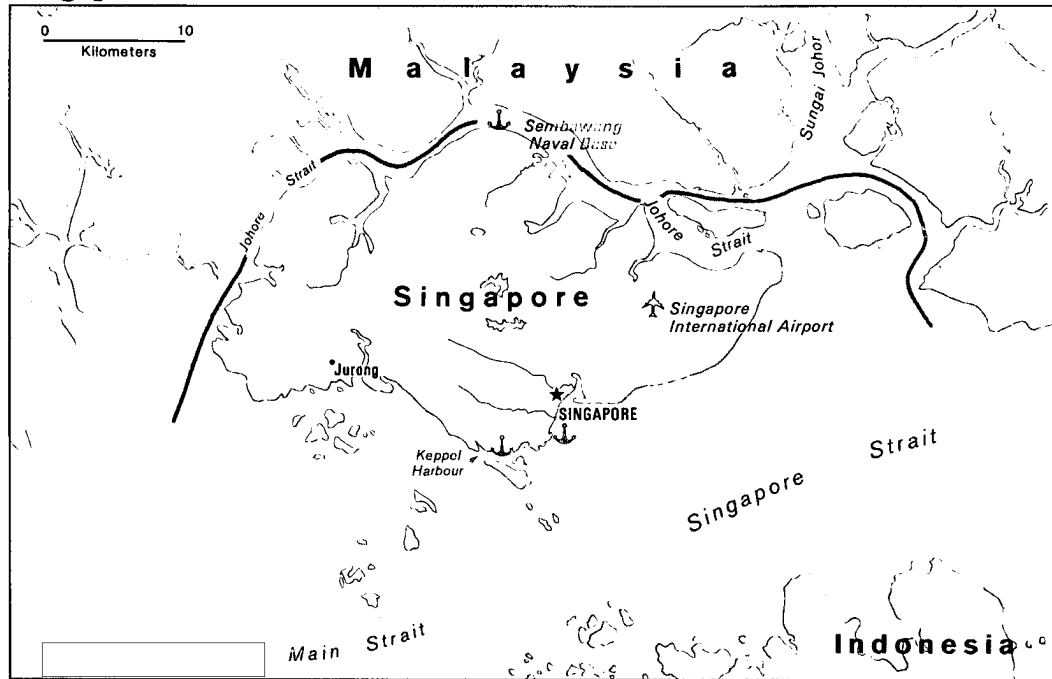 0 10
Kilometers
Malaysia
Sungai Johor
Sembawang
Naval Base
Strait
Johore
Johore
Strait
Singapore
Singapore
International Airport
Jurong
SINGAPORE
Keppol
Harbour
Singapore Strait
Main Strait
Indonesia